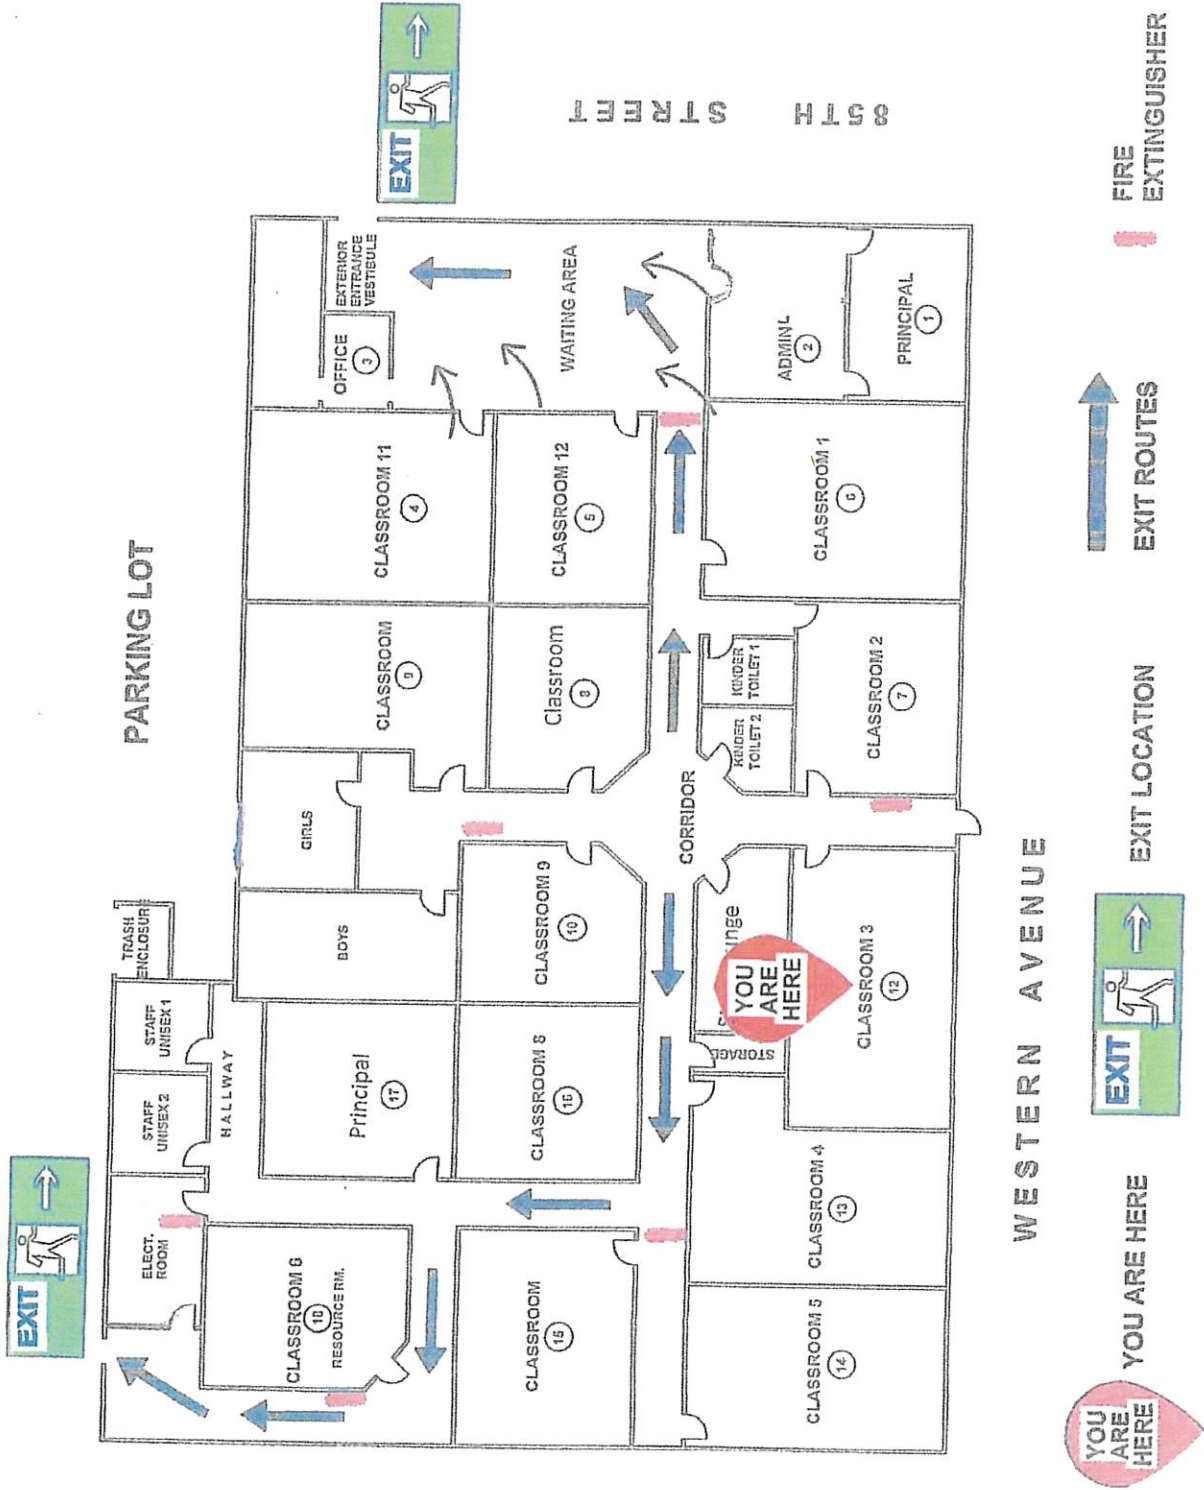 PARKING LOT
EXIT
EXIT
TRASH
ENCLOSURE
STAFF
UNISEX 1
STAFF
UNISEX 2
ELECT.
ROOM
HALLWAY
GIRLS
BOYS
CLASSROOM
9
CLASSROOM 11
4
OFFICE
3
EXTERIOR
ENTRANCE
VESTIBULE
CLASSROOM 6
18
RESOURCE RM.
Principal
17
CLASSROOM
15
CLASSROOM 8
16
CLASSROOM 9
10
Classroom
8
CLASSROOM 12
5
WAITING AREA
CORRIDOR
STORAGE
YOU
ARE
HERE
KINDER
TOILET 2
KINDER
TOILET 1
CLASSROOM 5
14
CLASSROOM 4
13
CLASSROOM 3
12
CLASSROOM 2
7
CLASSROOM 1
6
ADMINL
2
PRINCIPAL
1
85TH STREET
WESTERN AVENUE
YOU
ARE
HERE
YOU ARE HERE
EXIT
EXIT LOCATION
EXIT ROUTES
FIRE
EXTINGUISHER